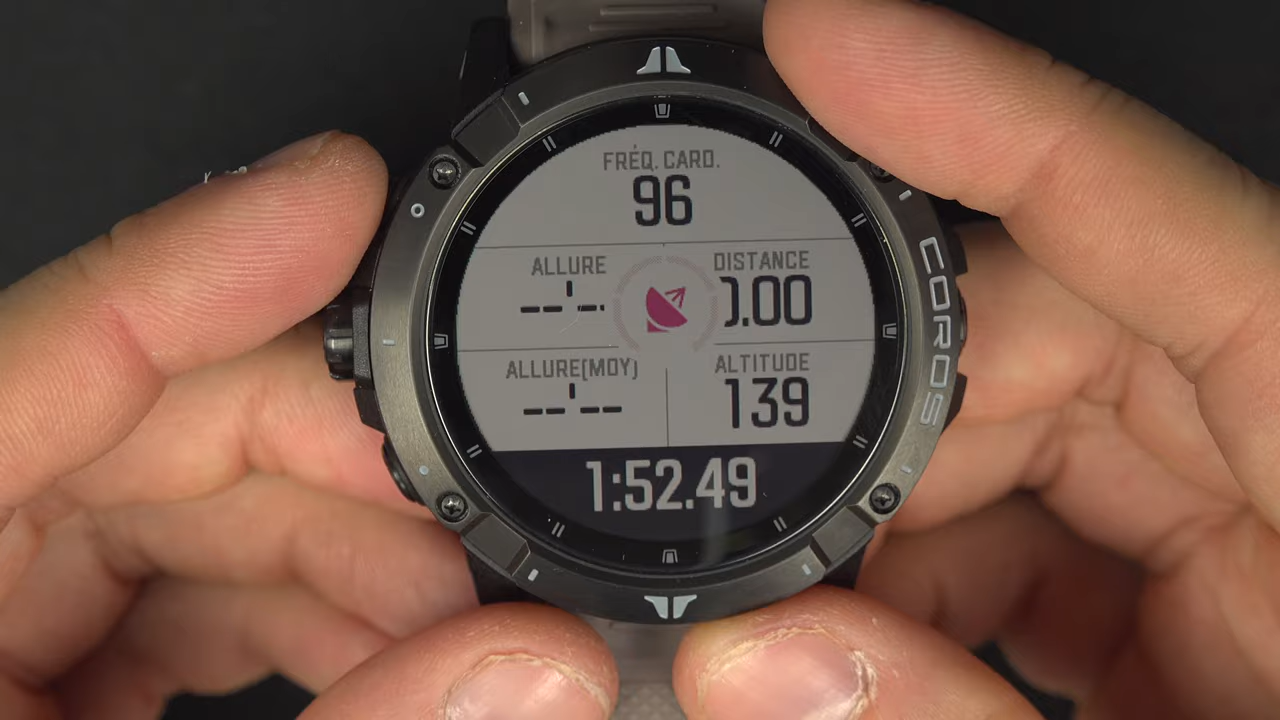 FRÉQ. CARD.
96
ALLURE
DISTANCE
--'--
0.00
ALLURE(MOY)
ALTITUDE
--'--
139
1:52.49
COROS